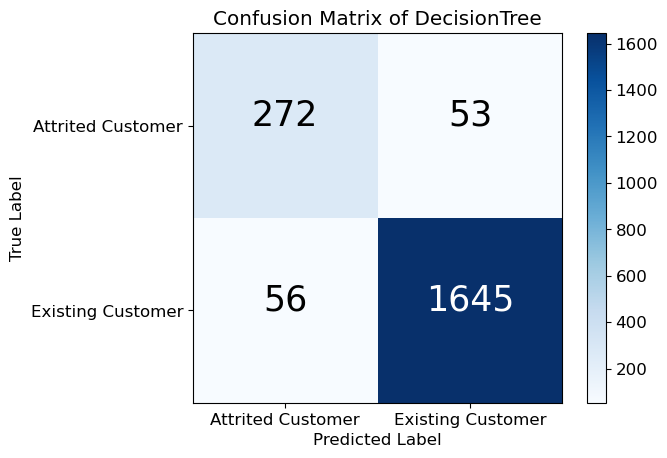 Confusion Matrix of DecisionTree
True Label
Attrited Customer
Existing Customer
272
53
56
1645
Attrited Customer
Existing Customer
Predicted Label
1600
1400
1200
1000
800
600
400
200